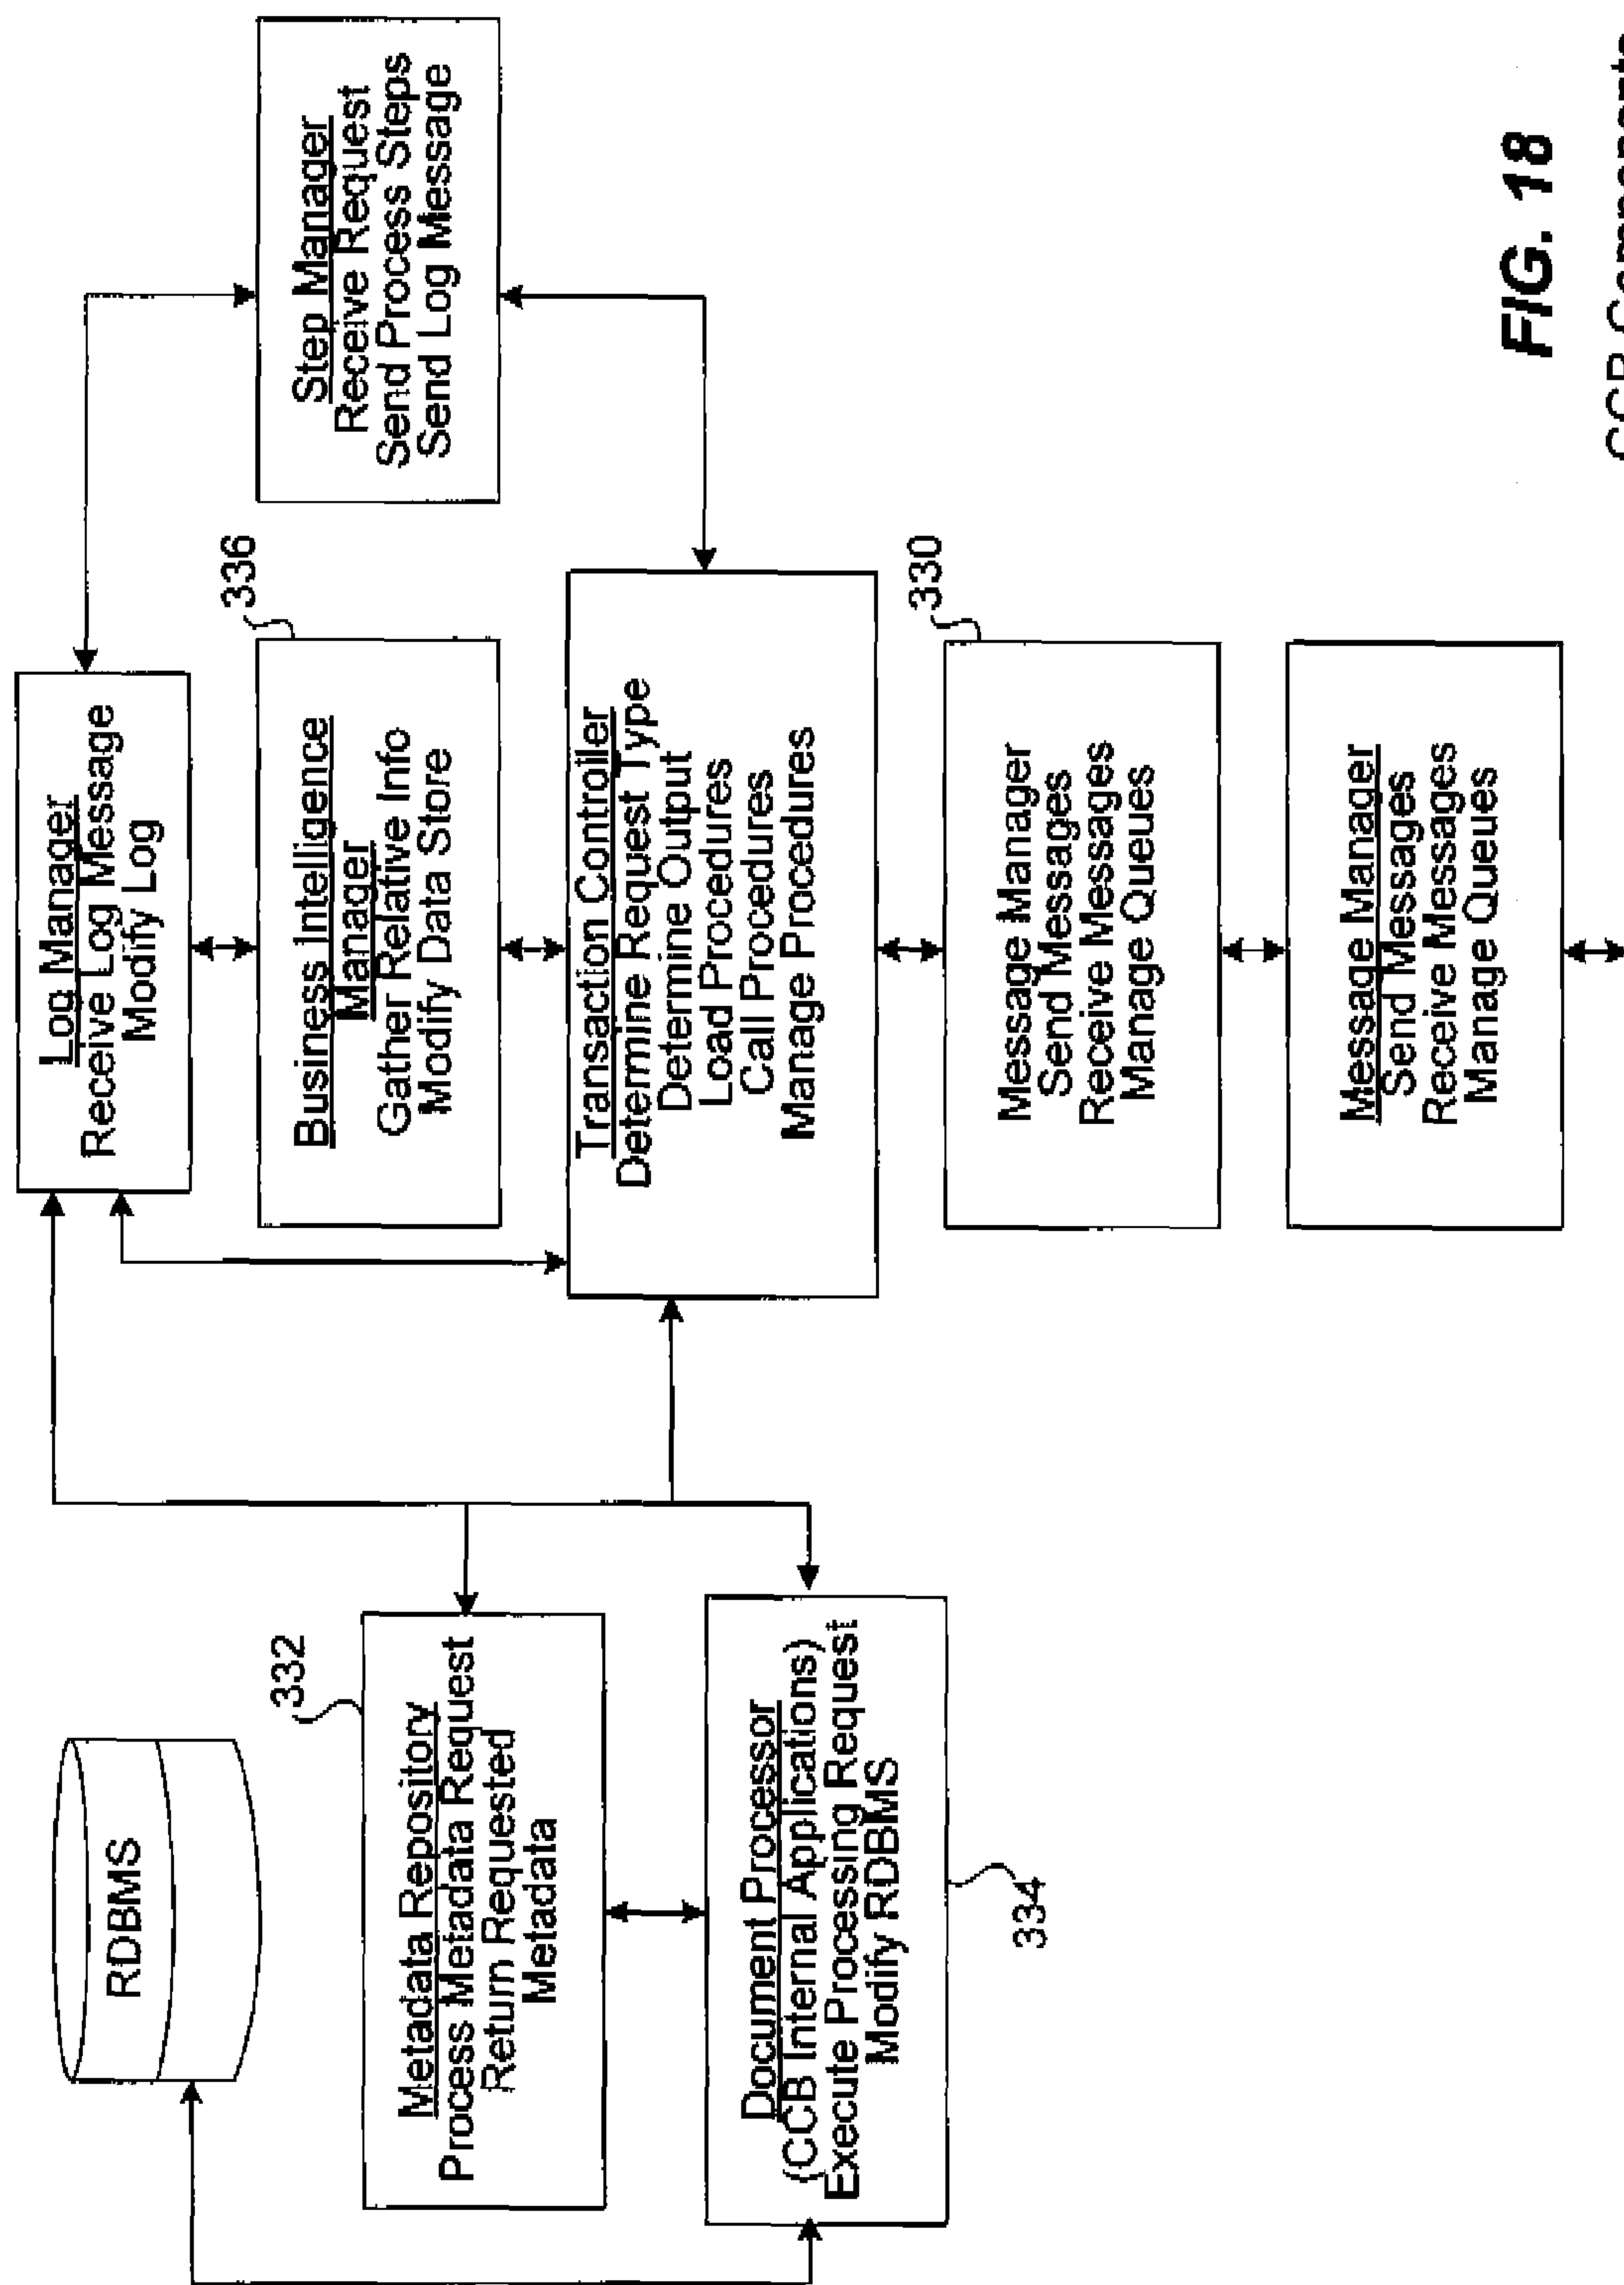 RDBMS
332
Metadata Repository
Process Metadata Request
Return Requested
Metadata
Document Processor
(CCB Internal Applications)
Execute Processing Request
Modify RDBMS
334
Log Manager
Receive Log Message
Modify Log
336
Business Intelligence
Manager
Gather Relative Info
Modify Data Store
Transaction Controller
Determine Request Type
Determine Output
Load Procedures
Call Procedures
Manage Procedures
330
Message Manager
Send Messages
Receive Messages
Manage Queues
Message Manager
Send Messages
Receive Messages
Manage Queues
Step Manager
Receive Request
Send Process Steps
Send Log Message
FIG. 18
CCB Components